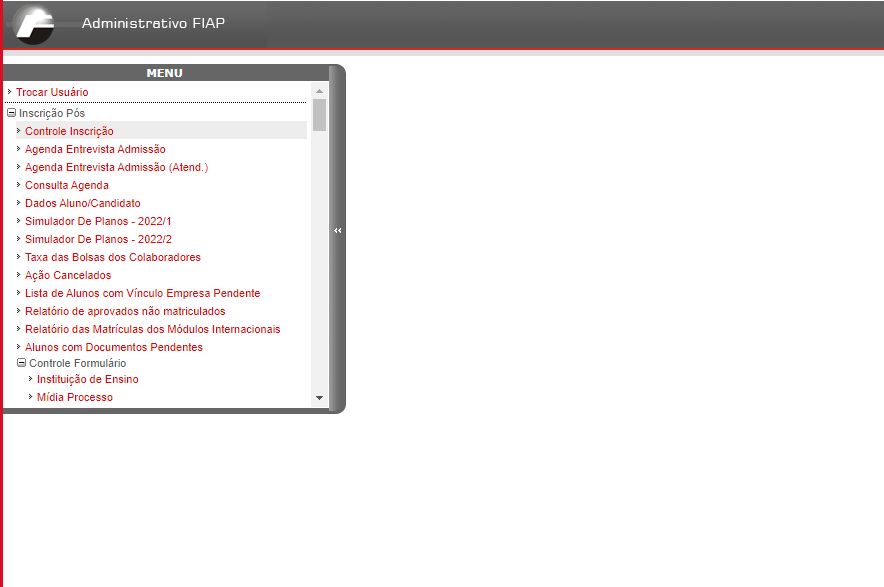 Administrativo FIAP
MENU
Trocar Usuário
Inscrição Pós
Controle Inscrição
Agenda Entrevista Admissão
Agenda Entrevista Admissão (Atend.)
Consulta Agenda
Dados Aluno/Candidato
Simulador De Planos - 2022/1
Simulador De Planos - 2022/2
Taxa das Bolsas dos Colaboradores
Ação Cancelados
Lista de Alunos com Vínculo Empresa Pendente
Relatório de aprovados não matriculados
Relatório das Matrículas dos Módulos Internacionais
Alunos com Documentos Pendentes
Controle Formulário
Instituição de Ensino
Mídia Processo